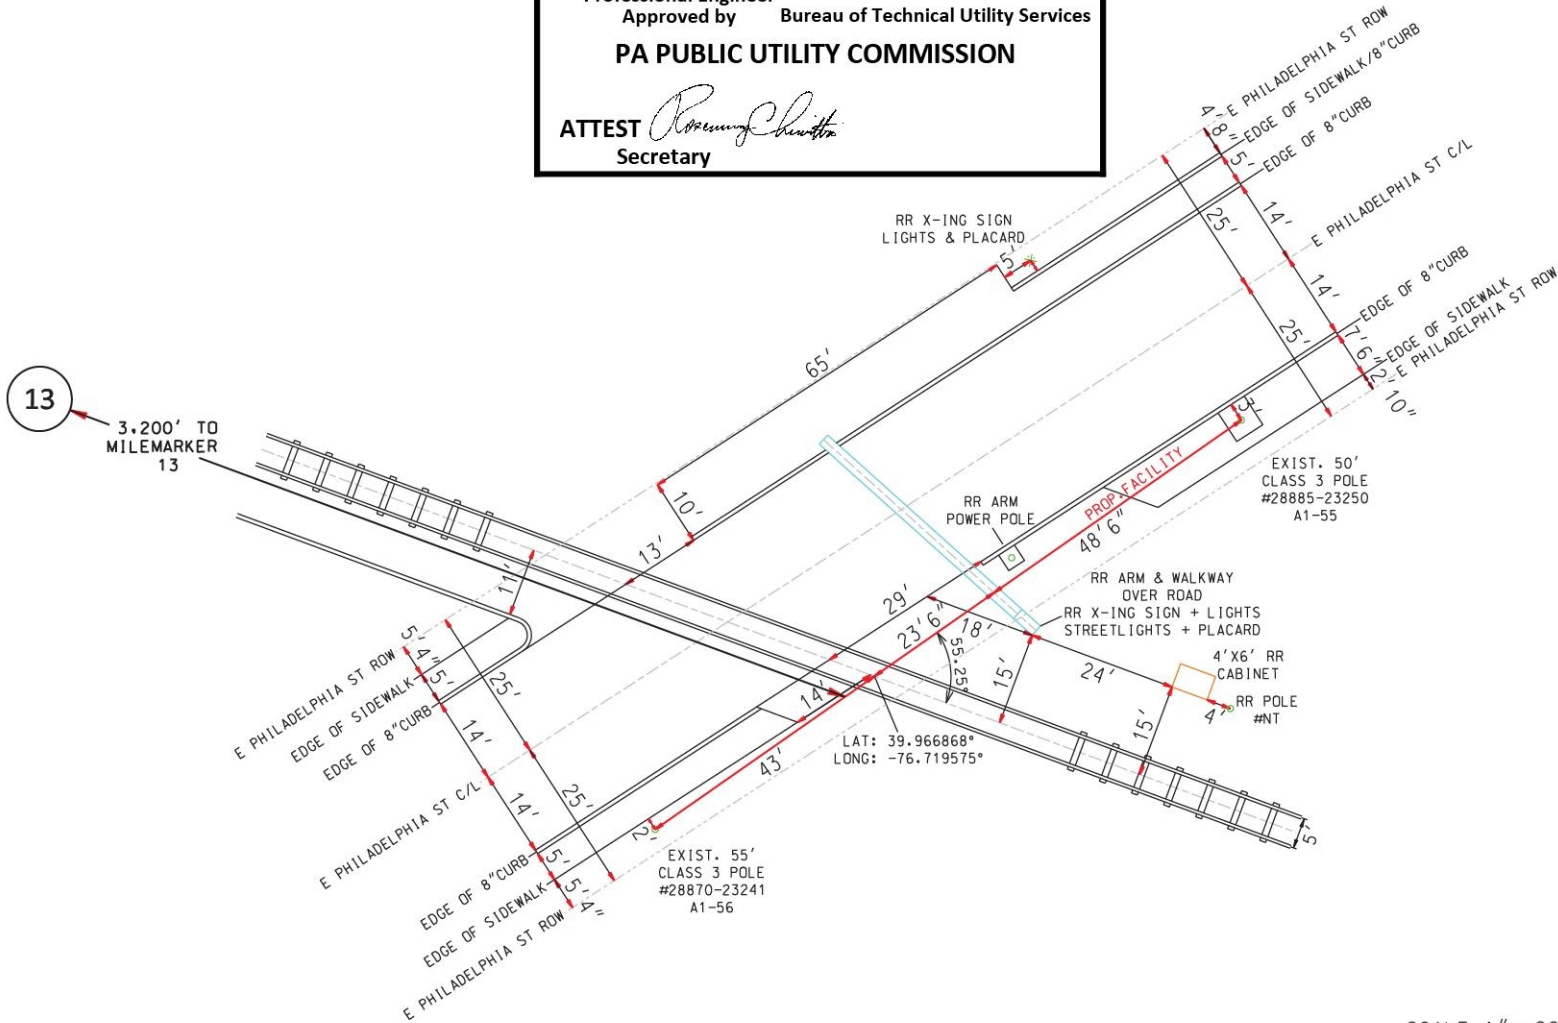 Approved by Bureau of Technical Utility Services
PA PUBLIC UTILITY COMMISSION
ATTEST
Secretary
E PHILADELPHIA ST ROW
EDGE OF SIDEWALK/8"CURB
EDGE OF 8"CURB
4'
8"
5'
14'
E PHILADELPHIA ST C/L
25'
14'
25'
EDGE OF 8"CURB
EDGE OF SIDEWALK
E PHILADELPHIA ST ROW
7'6"
2'
10"
RR X-ING SIGN
LIGHTS & PLACARD
5'
65'
13
3.200' TO
MILEMARKER
13
10'
13'
11'
3'
PROP.FACILITY
48'6"
EXIST. 50'
CLASS 3 POLE
#28885-23250
A1-55
RR ARM
POWER POLE
RR ARM & WALKWAY
OVER ROAD
RR X-ING SIGN + LIGHTS
STREETLIGHTS + PLACARD
29'
23'6"
18'
55.25°
15'
24'
4'X6' RR
CABINET
4'
RR POLE
#NT
15'
5'
14'
LAT: 39.966868°
LONG: -76.719575°
43'
2'
EXIST. 55'
CLASS 3 POLE
#28870-23241
A1-56
E PHILADELPHIA ST ROW
EDGE OF SIDEWALK
EDGE OF 8"CURB
5'
4"
5'
25'
14'
E PHILADELPHIA ST C/L
14'
25'
EDGE OF 8"CURB
EDGE OF SIDEWALK
E PHILADELPHIA ST ROW
5'
5'4"